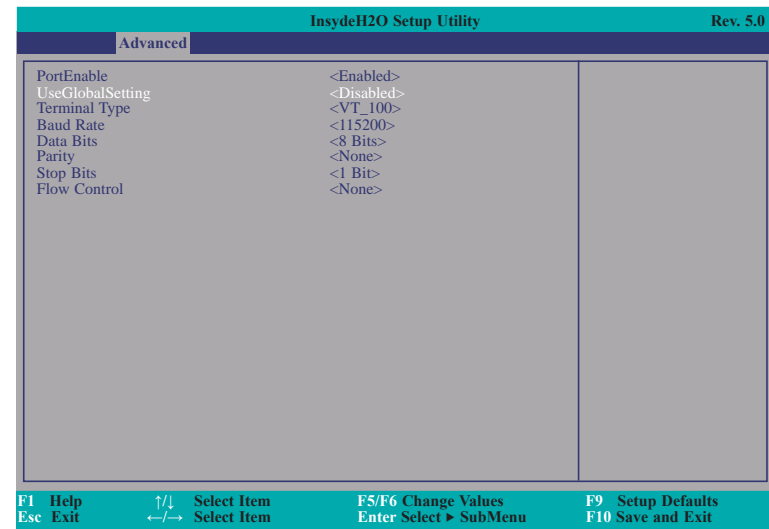 InsydeH2O Setup Utility Rev. 5.0
Advanced
PortEnable <Enabled>
UseGlobalSetting <Disabled>
Terminal Type <VT_100>
Baud Rate <115200>
Data Bits <8 Bits>
Parity <None>
Stop Bits <1 Bit>
Flow Control <None>
F1 Help ↑/↓ Select Item F5/F6 Change Values F9 Setup Defaults
Esc Exit ←/→ Select Item Enter Select ▶ SubMenu F10 Save and Exit